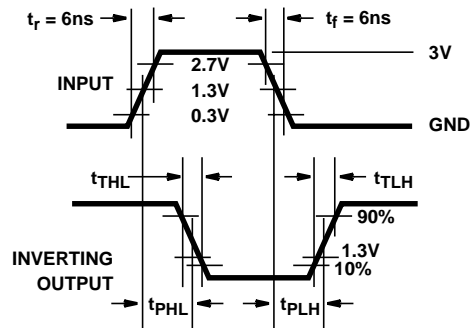 tr = 6ns
tf = 6ns
3V
INPUT
2.7V
1.3V
0.3V
GND
tTHL
tTLH
90%
INVERTING
OUTPUT
1.3V
10%
tPHL
tPLH